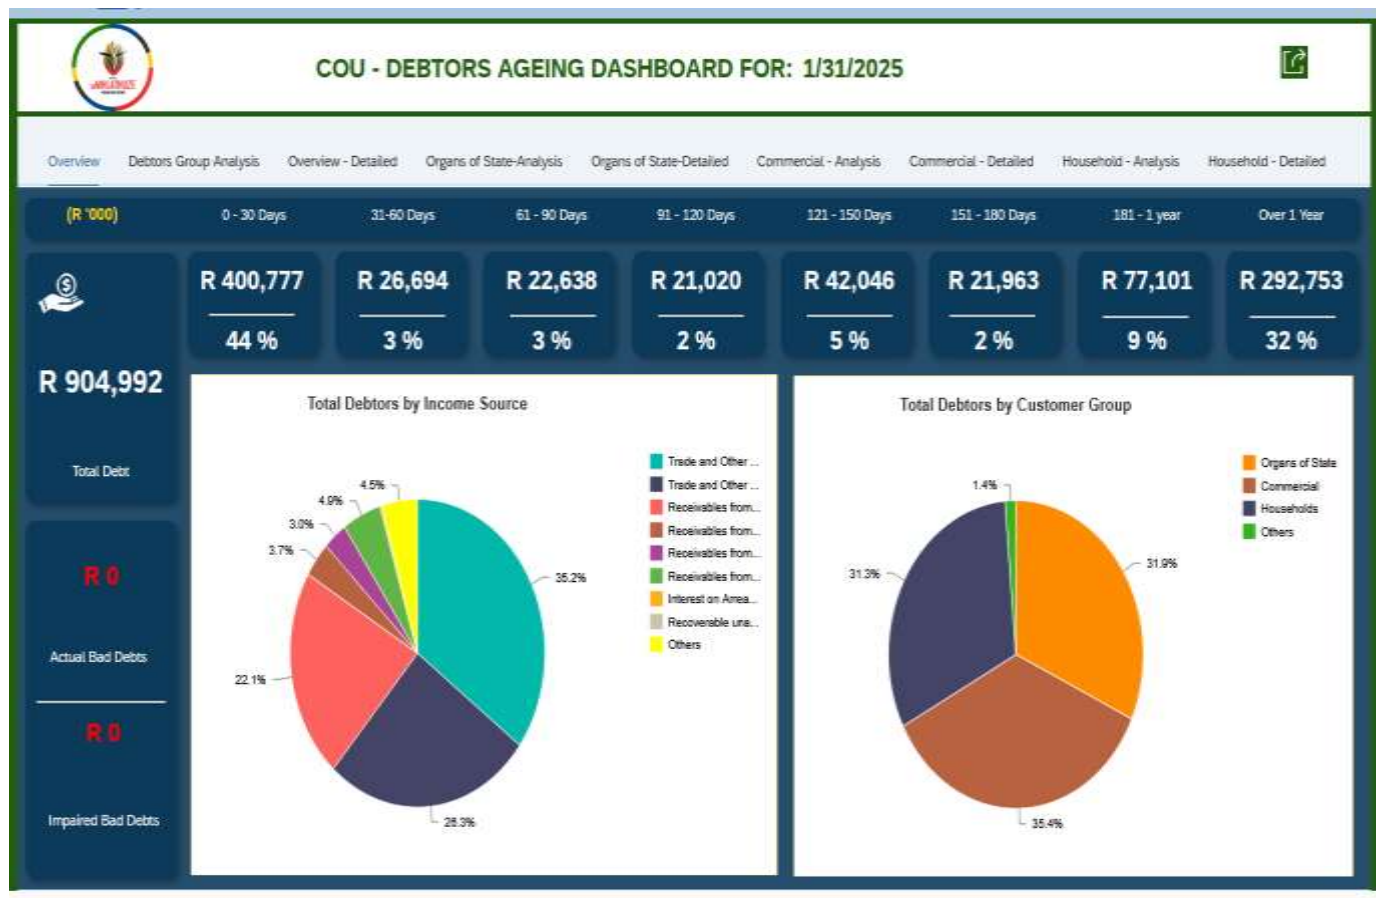 COU - DEBTORS AGEING DASHBOARD FOR: 1/31/2025
Overview Debtors Group Analysis Overview - Detailed Organs of State-Analysis Organs of State-Detailed Commercial - Analysis Commercial - Detailed Household - Analysis Household - Detailed
(R '000) 0 - 30 Days 31-60 Days 61 - 90 Days 91 - 120 Days 121 - 150 Days 151 - 180 Days 181 - 1 year Over 1 Year
R 400,777 R 26,694 R 22,638 R 21,020 R 42,046 R 21,963 R 77,101 R 292,753
44 % 3 % 3 % 2 % 5 % 2 % 9 % 32 %
R 904,992
Total Debt
R 0
Actual Bad Debts
R 0
Impaired Bad Debts
Total Debtors by Income Source
Trade and Other ...
Trade and Other ...
Receivables from...
Receivables from...
Receivables from...
Receivables from...
Interest on Arrea...
Recoverable una...
Others
4.5%
4.9%
3.0%
3.7%
35.2%
22.1%
26.3%
Total Debtors by Customer Group
Organs of State
Commercial
Households
Others
1.4%
31.9%
31.3%
35.4%